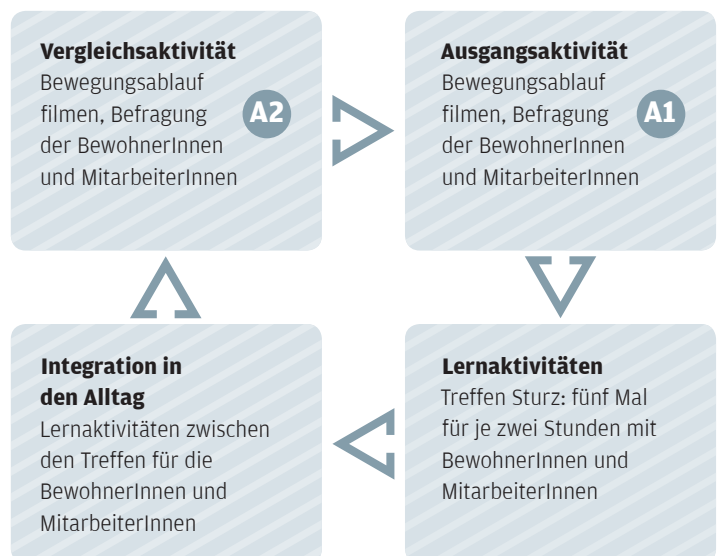 Vergleichsaktivität
Bewegungsablauf
filmen, Befragung
der BewohnerInnen
und MitarbeiterInnen
A2
Ausgangsaktivität
Bewegungsablauf
filmen, Befragung
der BewohnerInnen
und MitarbeiterInnen
A1
Integration in
den Alltag
Lernaktivitäten zwischen
den Treffen für die
BewohnerInnen und
MitarbeiterInnen
Lernaktivitäten
Treffen Sturz: fünf Mal
für je zwei Stunden mit
BewohnerInnen und
MitarbeiterInnen